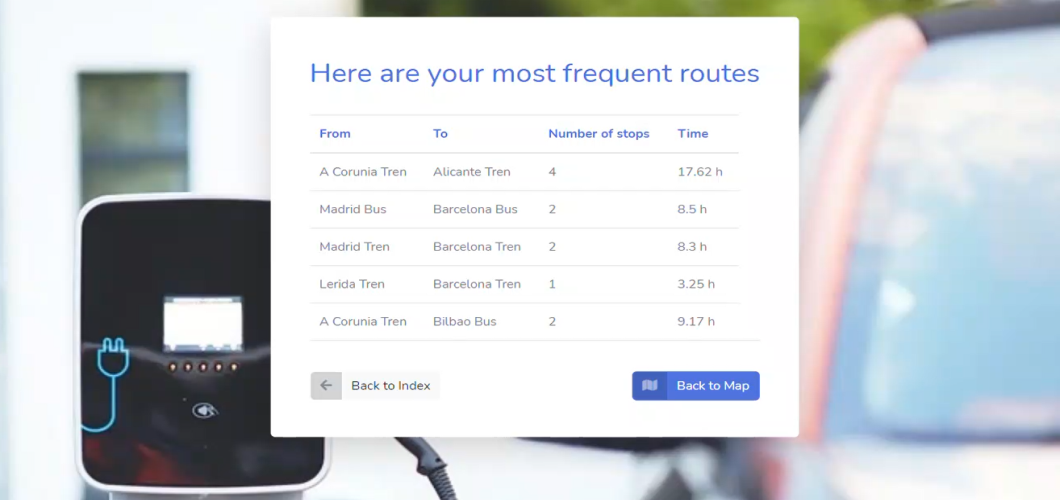 Here are your most frequent routes
From To Number of stops Time
A Corunia Tren Alicante Tren 4 17.62 h
Madrid Bus Barcelona Bus 2 8.5 h
Madrid Tren Barcelona Tren 2 8.3 h
Lerida Tren Barcelona Tren 1 3.25 h
A Corunia Tren Bilbao Bus 2 9.17 h
Back to Index Back to Map